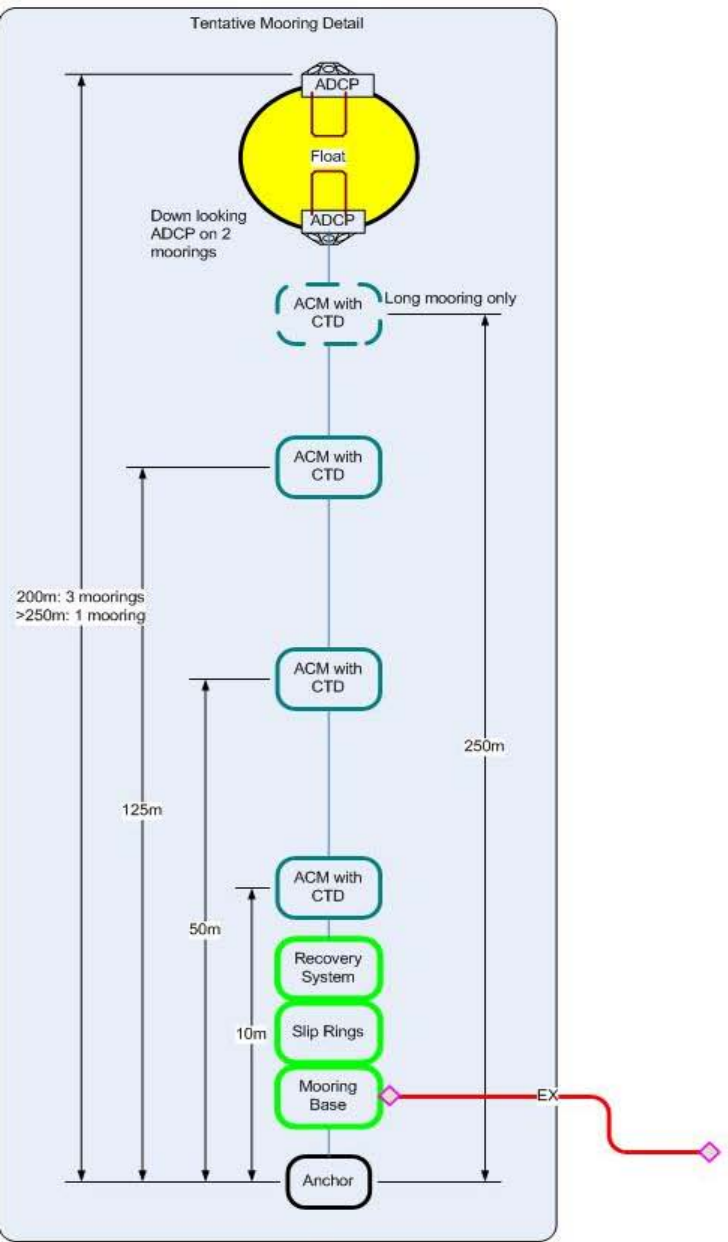 Tentative Mooring Detail
ADCP
Float
ADCP
Down looking
ADCP on 2
moorings
ACM with
CTD
Long mooring only
ACM with
CTD
200m: 3 moorings
>250m: 1 mooring
ACM with
CTD
250m
125m
ACM with
CTD
50m
Recovery
System
10m
Slip Rings
Mooring
Base
EX
Anchor